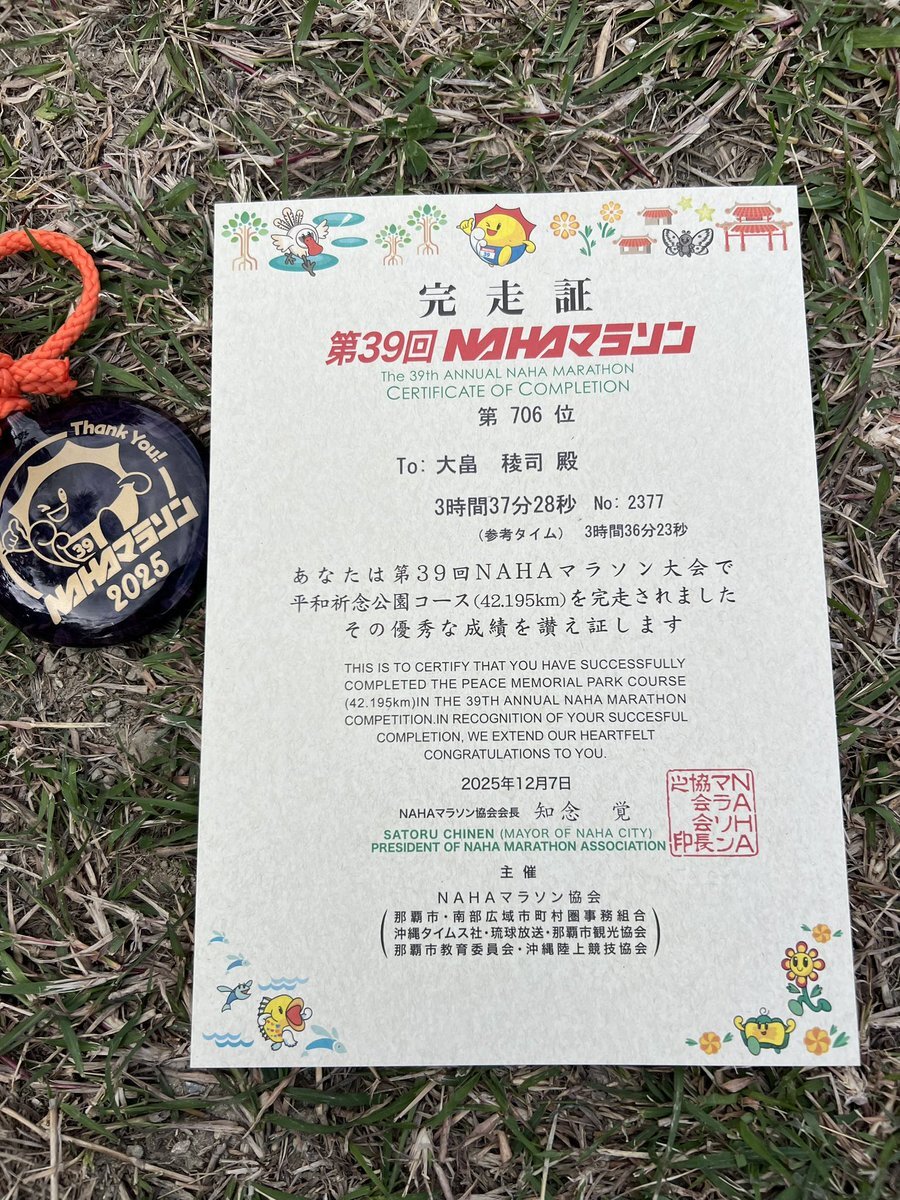 完走証
第39回 NAHAマラソン
The 39th ANNUAL NAHA MARATHON
CERTIFICATE OF COMPLETION
第 706 位
To: 大畠 稜司 殿
3時間37分28秒 No: 2377
(参考タイム) 3時間36分23秒
あなたは第39回NAHAマラソン大会で
平和祈念公園コース(42.195km)を完走されました
その優秀な成績を讃え証します
THIS IS TO CERTIFY THAT YOU HAVE SUCCESSFULLY
COMPLETED THE PEACE MEMORIAL PARK COURSE
(42.195km)IN THE 39TH ANNUAL NAHA MARATHON
COMPETITION.IN RECOGNITION OF YOUR SUCCESFUL
COMPLETION, WE EXTEND OUR HEARTFELT
CONGRATULATIONS TO YOU.
2025年12月7日
NAHAマラソン協会会長 知念 覚
SATORU CHINEN (MAYOR OF NAHA CITY)
PRESIDENT OF NAHA MARATHON ASSOCIATION
NAHA
マラソン
協会会長
之印
主催
NAHAマラソン協会
那覇市・南部広域市町村圏事務組合
沖縄タイムス社・琉球放送・那覇市観光協会
那覇市教育委員会・沖縄陸上競技協会
Thank You!
39
NAHAマラソン
2025